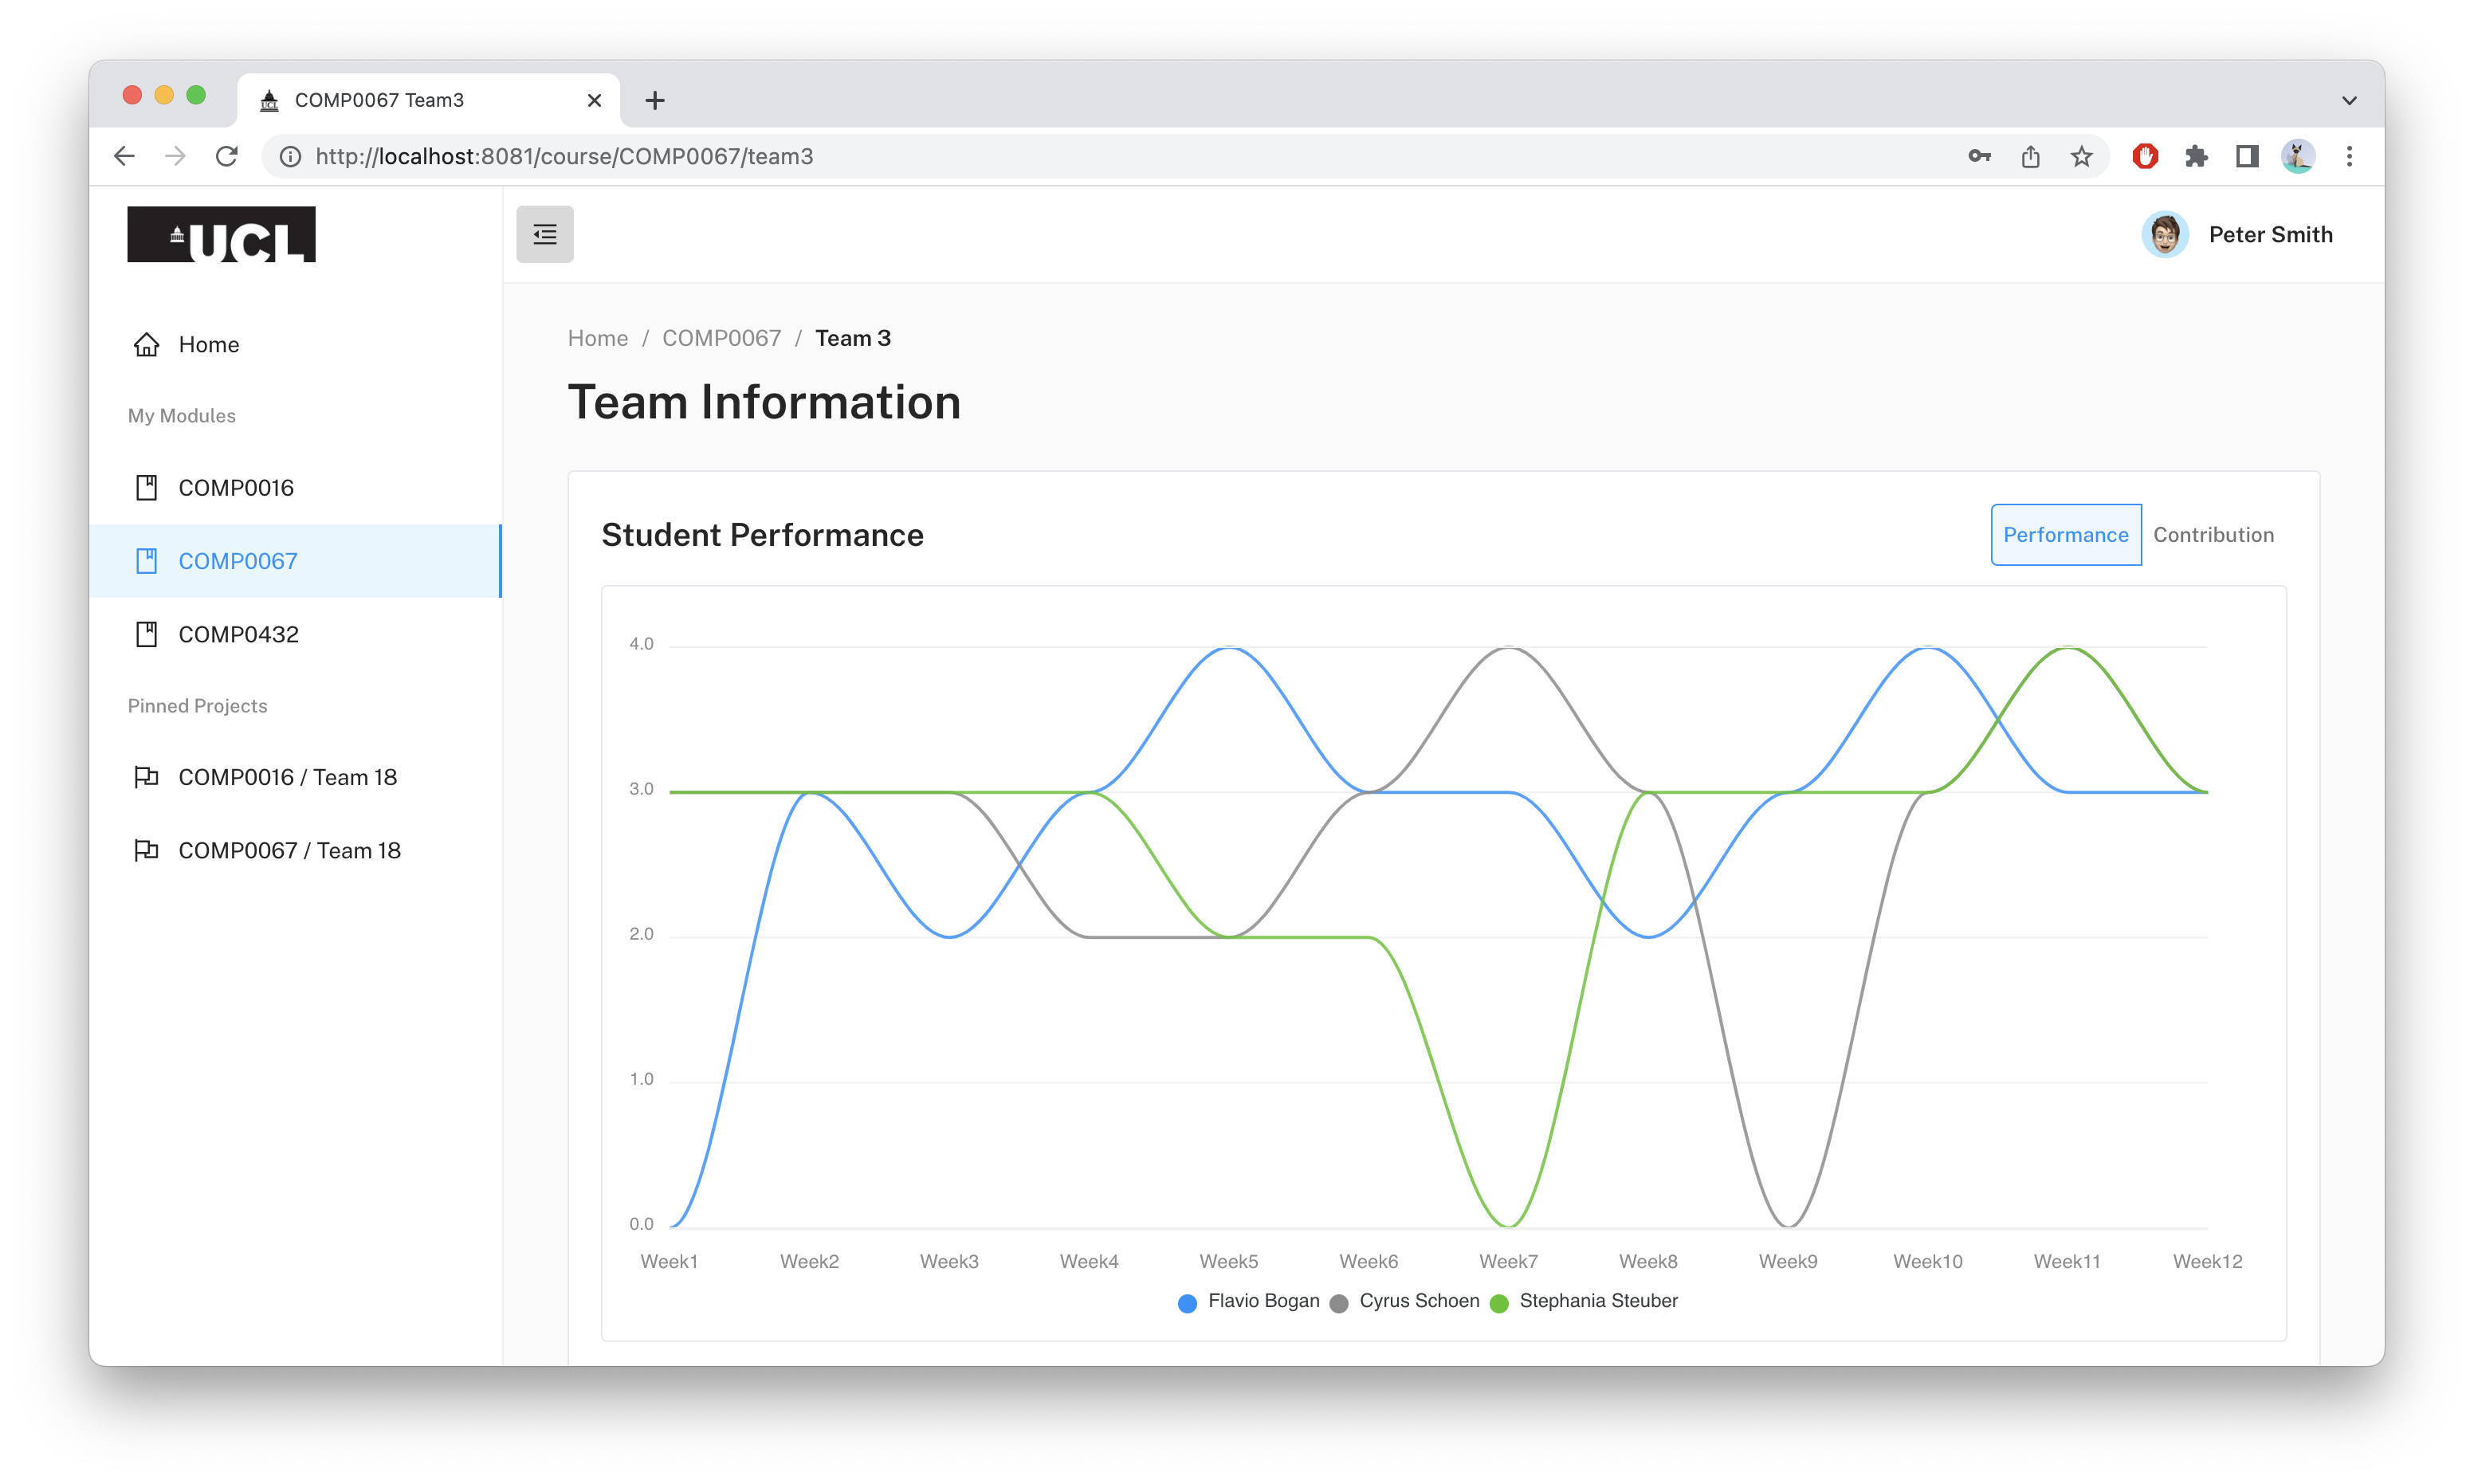 COMP0067 Team3
http://localhost:8081/course/COMP0067/team3
UCL
Peter Smith
Home
My Modules
COMP0016
COMP0067
COMP0432
Pinned Projects
COMP0016 / Team 18
COMP0067 / Team 18
Home / COMP0067 / Team 3
Team Information
Student Performance
Performance Contribution
4.0
3.0
2.0
1.0
0.0
Week1 Week2 Week3 Week4 Week5 Week6 Week7 Week8 Week9 Week10 Week11 Week12
Flavio Bogan Cyrus Schoen Stephania Steuber